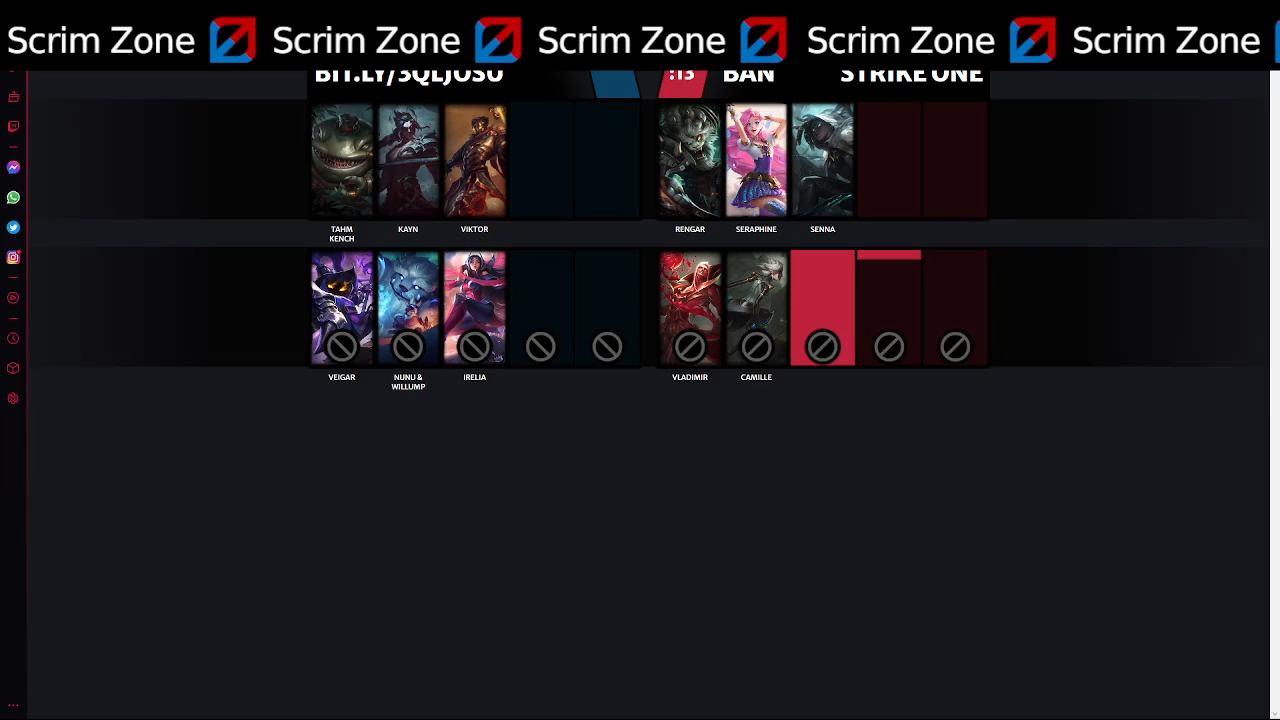 Scrim Zone Scrim Zone Scrim Zone Scrim Zone Scrim Zone
BIT.LY/3QLJOSU :13 BAN STRIKE ONE
TAHM KENCH
KAYN
VIKTOR
RENGAR
SERAPHINE
SENNA
VEIGAR
NUNU & WILLUMP
IRELIA
VLADIMIR
CAMILLE